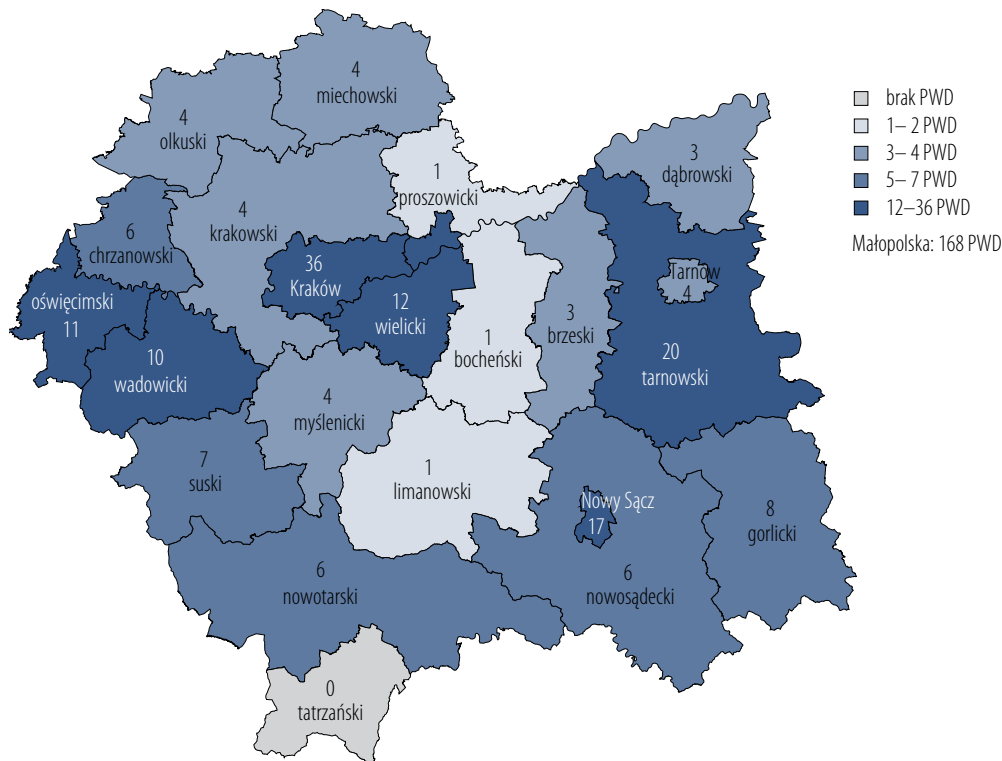 4
miechowski
4
olkuski
1
proszowicki
3
dąbrowski
4
krakowski
6
chrzanowski
36
Kraków
12
wielicki
oświęcimski
11
10
wadowicki
1
bocheński
3
brzeski
Tarnów
4
20
tarnowski
4
myślenicki
7
suski
1
limanowski
Nowy Sącz
17
8
gorlicki
6
nowotarski
6
nowosądecki
0
tatrzański
brak PWD
1– 2 PWD
3– 4 PWD
5– 7 PWD
12–36 PWD
Małopolska: 168 PWD